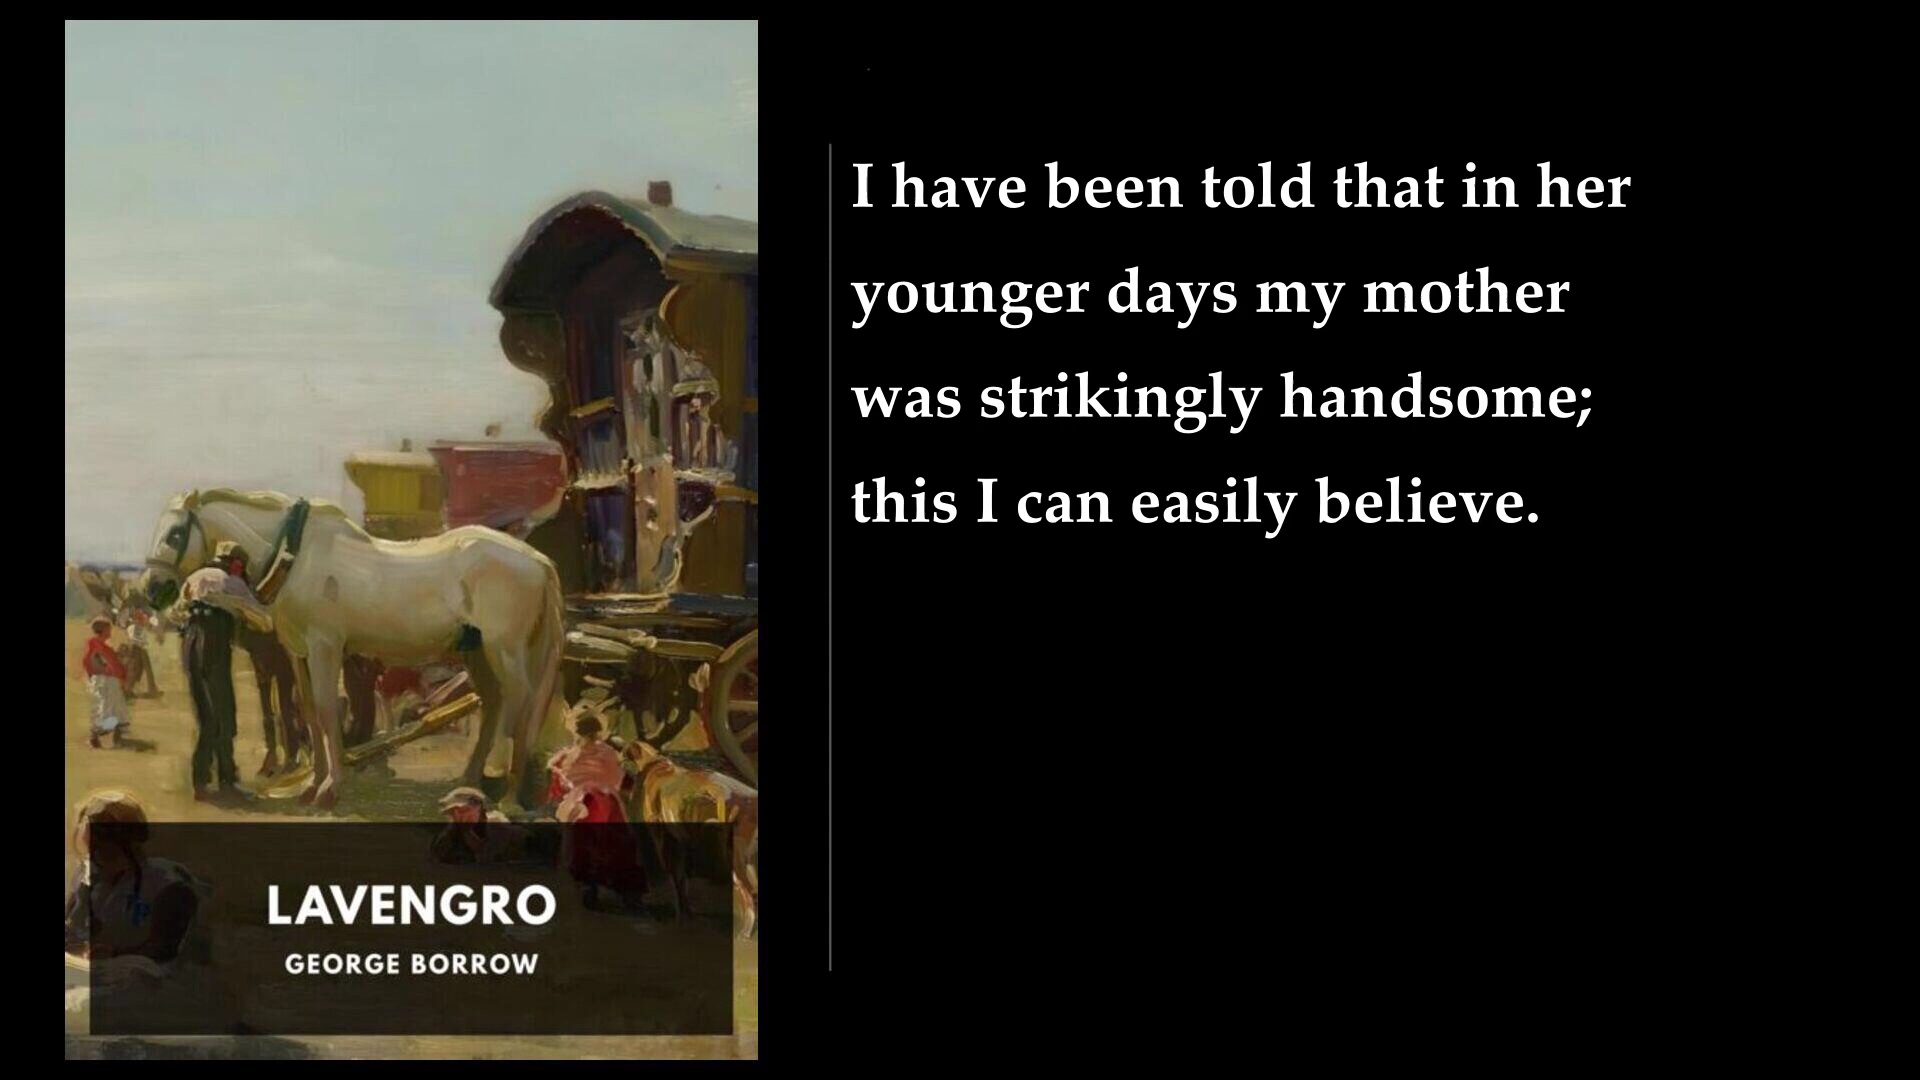 LAVENGRO
GEORGE BORROW
I have been told that in her
younger days my mother
was strikingly handsome;
this I can easily believe.